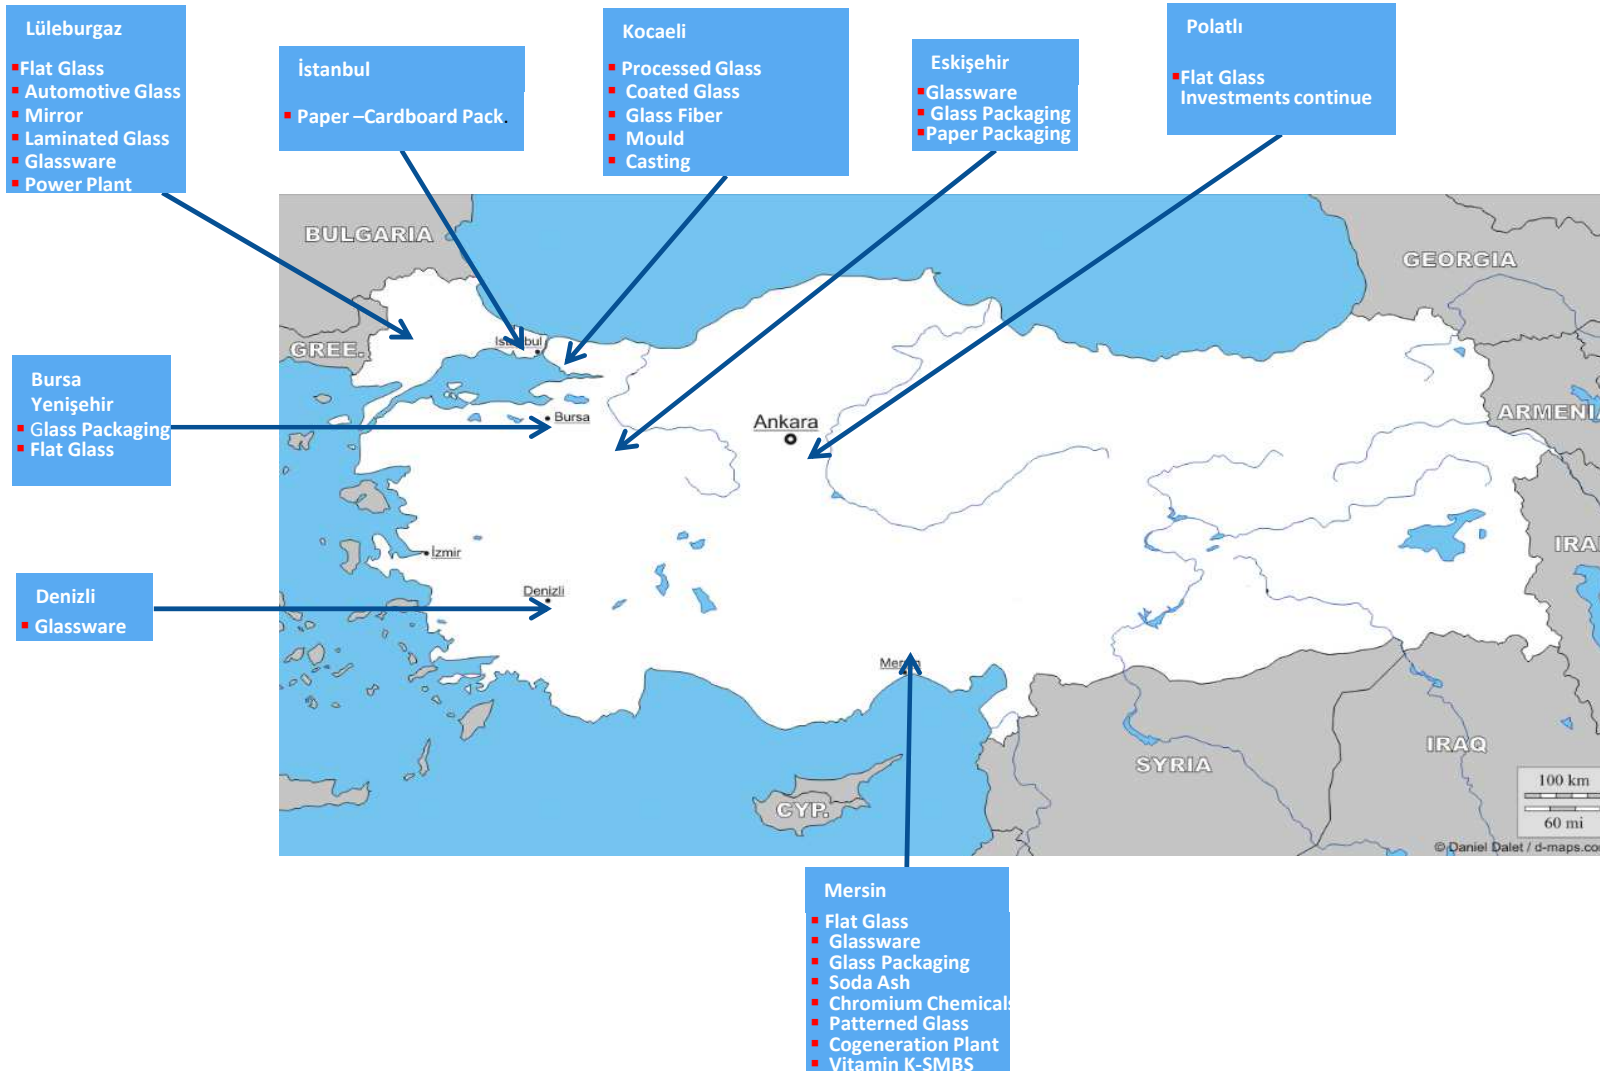 Lüleburgaz
▪Flat Glass
▪ Automotive Glass
▪ Mirror
▪ Laminated Glass
▪ Glassware
▪ Power Plant
İstanbul
▪ Paper –Cardboard Pack.
Kocaeli
▪ Processed Glass
▪ Coated Glass
▪ Glass Fiber
▪ Mould
▪ Casting
Eskişehir
▪Glassware
▪ Glass Packaging
▪Paper Packaging
Polatlı
▪Flat Glass
Investments continue
Bursa
Yenişehir
▪ Glass Packaging
▪ Flat Glass
Denizli
▪ Glassware
BULGARIA
GREE.
GEORGIA
ARMENIA
IRAN
IRAQ
SYRIA
CYP.
Istanbul
Bursa
Ankara
İzmir
Denizli
Mersin
100 km
60 mi
© Daniel Dalet / d-maps.com
Mersin
▪ Flat Glass
▪ Glassware
▪ Glass Packaging
▪ Soda Ash
▪ Chromium Chemicals
▪ Patterned Glass
▪ Cogeneration Plant
▪ Vitamin K-SMBS